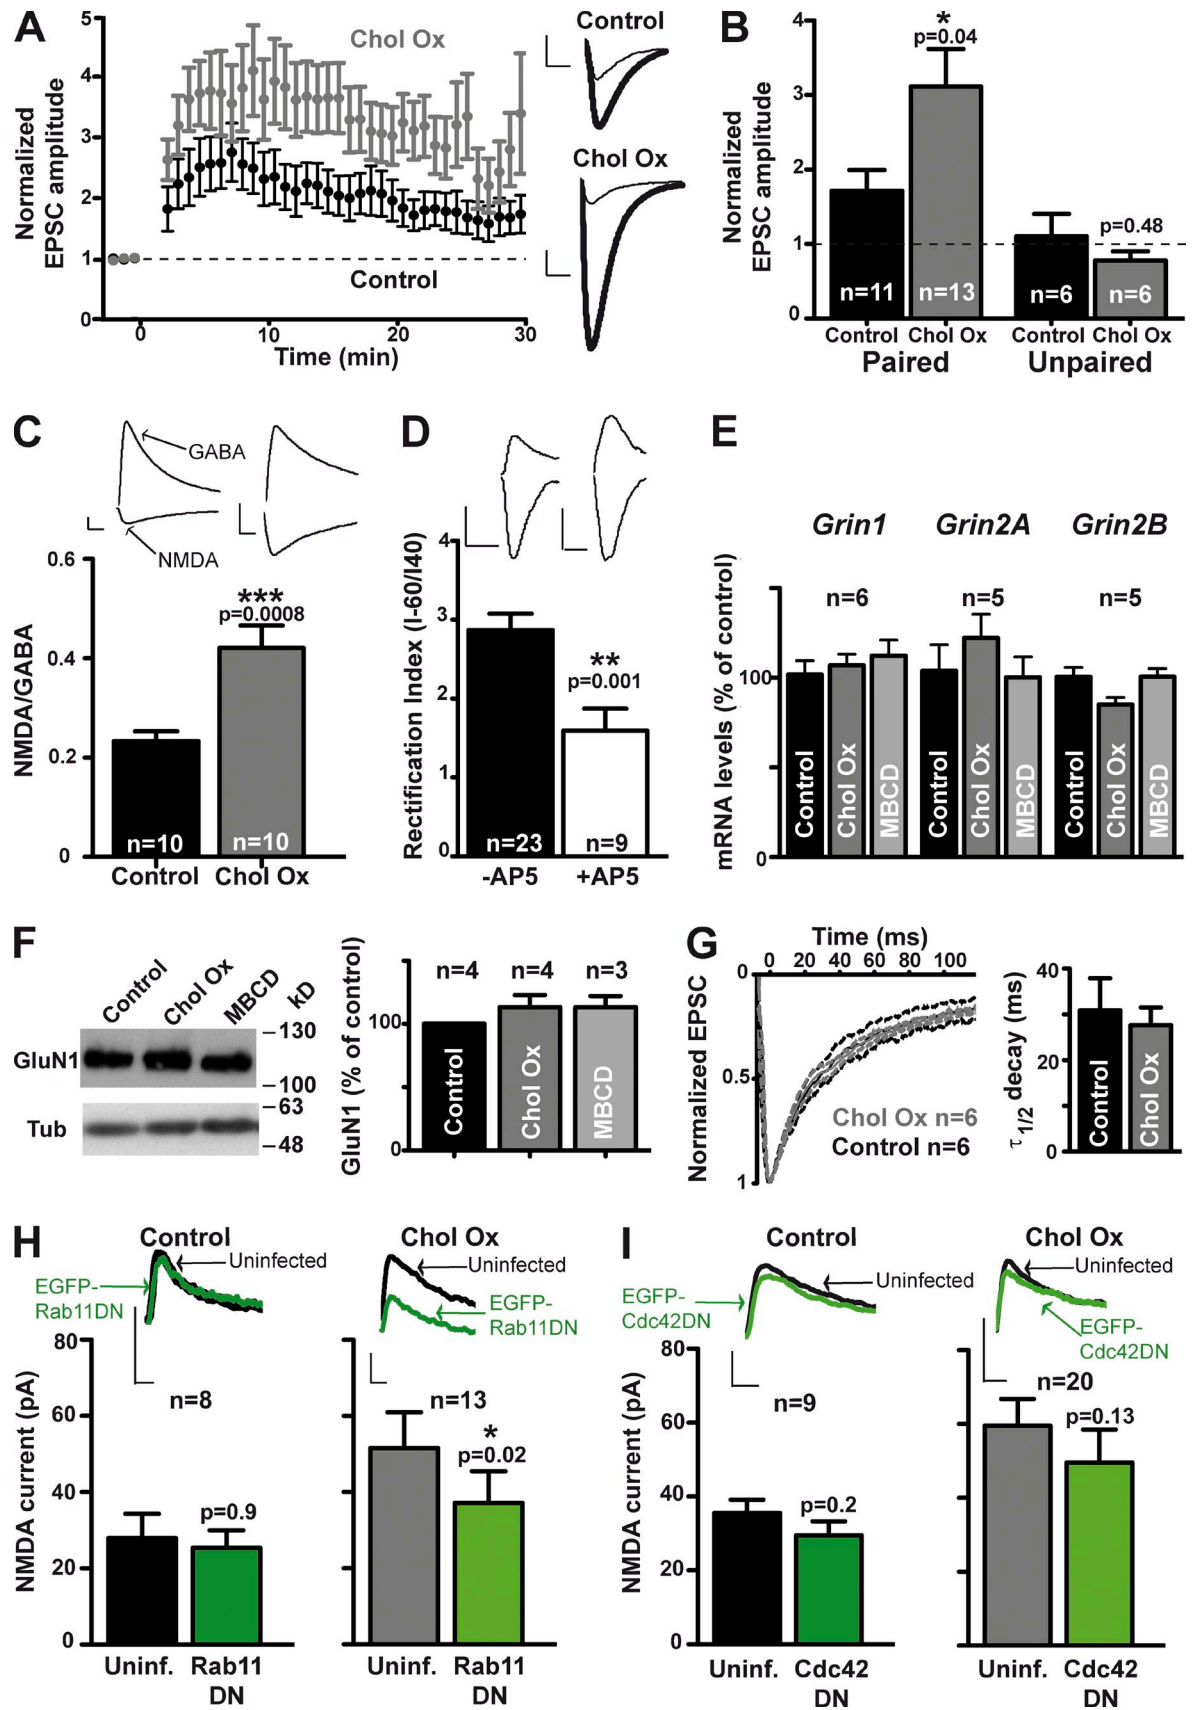 A
Normalized
EPSC amplitude
5
4
3
2
1
0
Chol Ox
Control
0
10
20
30
Time (min)
Control
Chol Ox
B
Normalized
EPSC amplitude
4
3
2
1
0
*
p=0.04
p=0.48
n=11
n=13
n=6
n=6
Control
Chol Ox
Control
Chol Ox
Paired
Unpaired
C
GABA
NMDA
NMDA/GABA
0.6
0.4
0.2
0
***
p=0.0008
n=10
n=10
Control
Chol Ox
D
Rectification Index (I-60/I40)
4
3
2
1
0
**
p=0.001
n=23
n=9
-AP5
+AP5
E
Grin1
Grin2A
Grin2B
n=6
n=5
n=5
mRNA levels (% of control)
100
0
Control
Chol Ox
MBCD
Control
Chol Ox
MBCD
Control
Chol Ox
MBCD
F
Control
Chol Ox
MBCD
kD
GluN1
Tub
–130
–100
–63
–48
GluN1 (% of control)
100
0
n=4
n=4
n=3
Control
Chol Ox
MBCD
G
Time (ms)
0
20
40
60
80
100
Normalized EPSC
0
0.5
1
Chol Ox n=6
Control n=6
τ1/2 decay (ms)
40
20
0
Control
Chol Ox
H
Control
Uninfected
EGFP-
Rab11DN
NMDA current (pA)
80
60
40
20
0
n=8
p=0.9
Uninf.
Rab11
DN
Chol Ox
Uninfected
EGFP-
Rab11DN
n=13
*
p=0.02
Uninf.
Rab11
DN
I
Control
Uninfected
EGFP-
Cdc42DN
NMDA current (pA)
80
60
40
20
0
n=9
p=0.2
Uninf.
Cdc42
DN
Chol Ox
Uninfected
EGFP-
Cdc42DN
n=20
p=0.13
Uninf.
Cdc42
DN